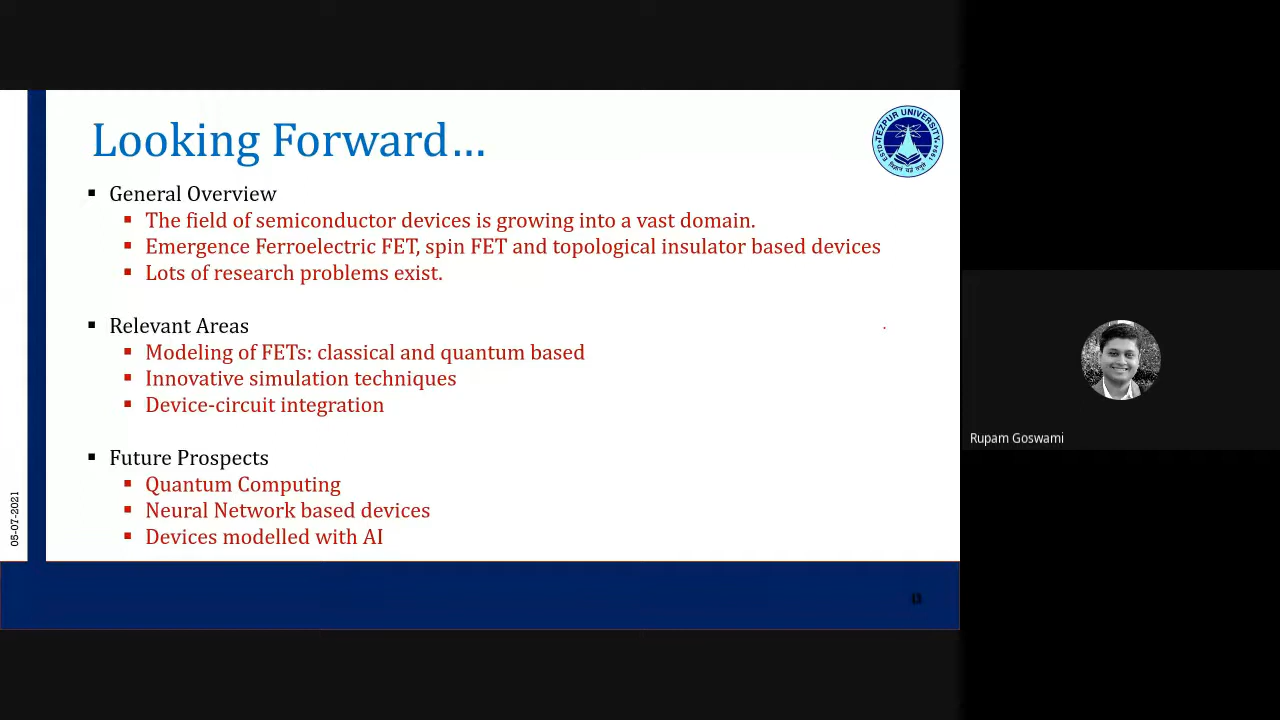 Looking Forward...
TEZPUR UNIVERSITY
▪ General Overview
▪ The field of semiconductor devices is growing into a vast domain.
▪ Emergence Ferroelectric FET, spin FET and topological insulator based devices
▪ Lots of research problems exist.
▪ Relevant Areas
▪ Modeling of FETs: classical and quantum based
▪ Innovative simulation techniques
▪ Device-circuit integration
▪ Future Prospects
▪ Quantum Computing
▪ Neural Network based devices
▪ Devices modelled with AI
13
Rupam Goswami